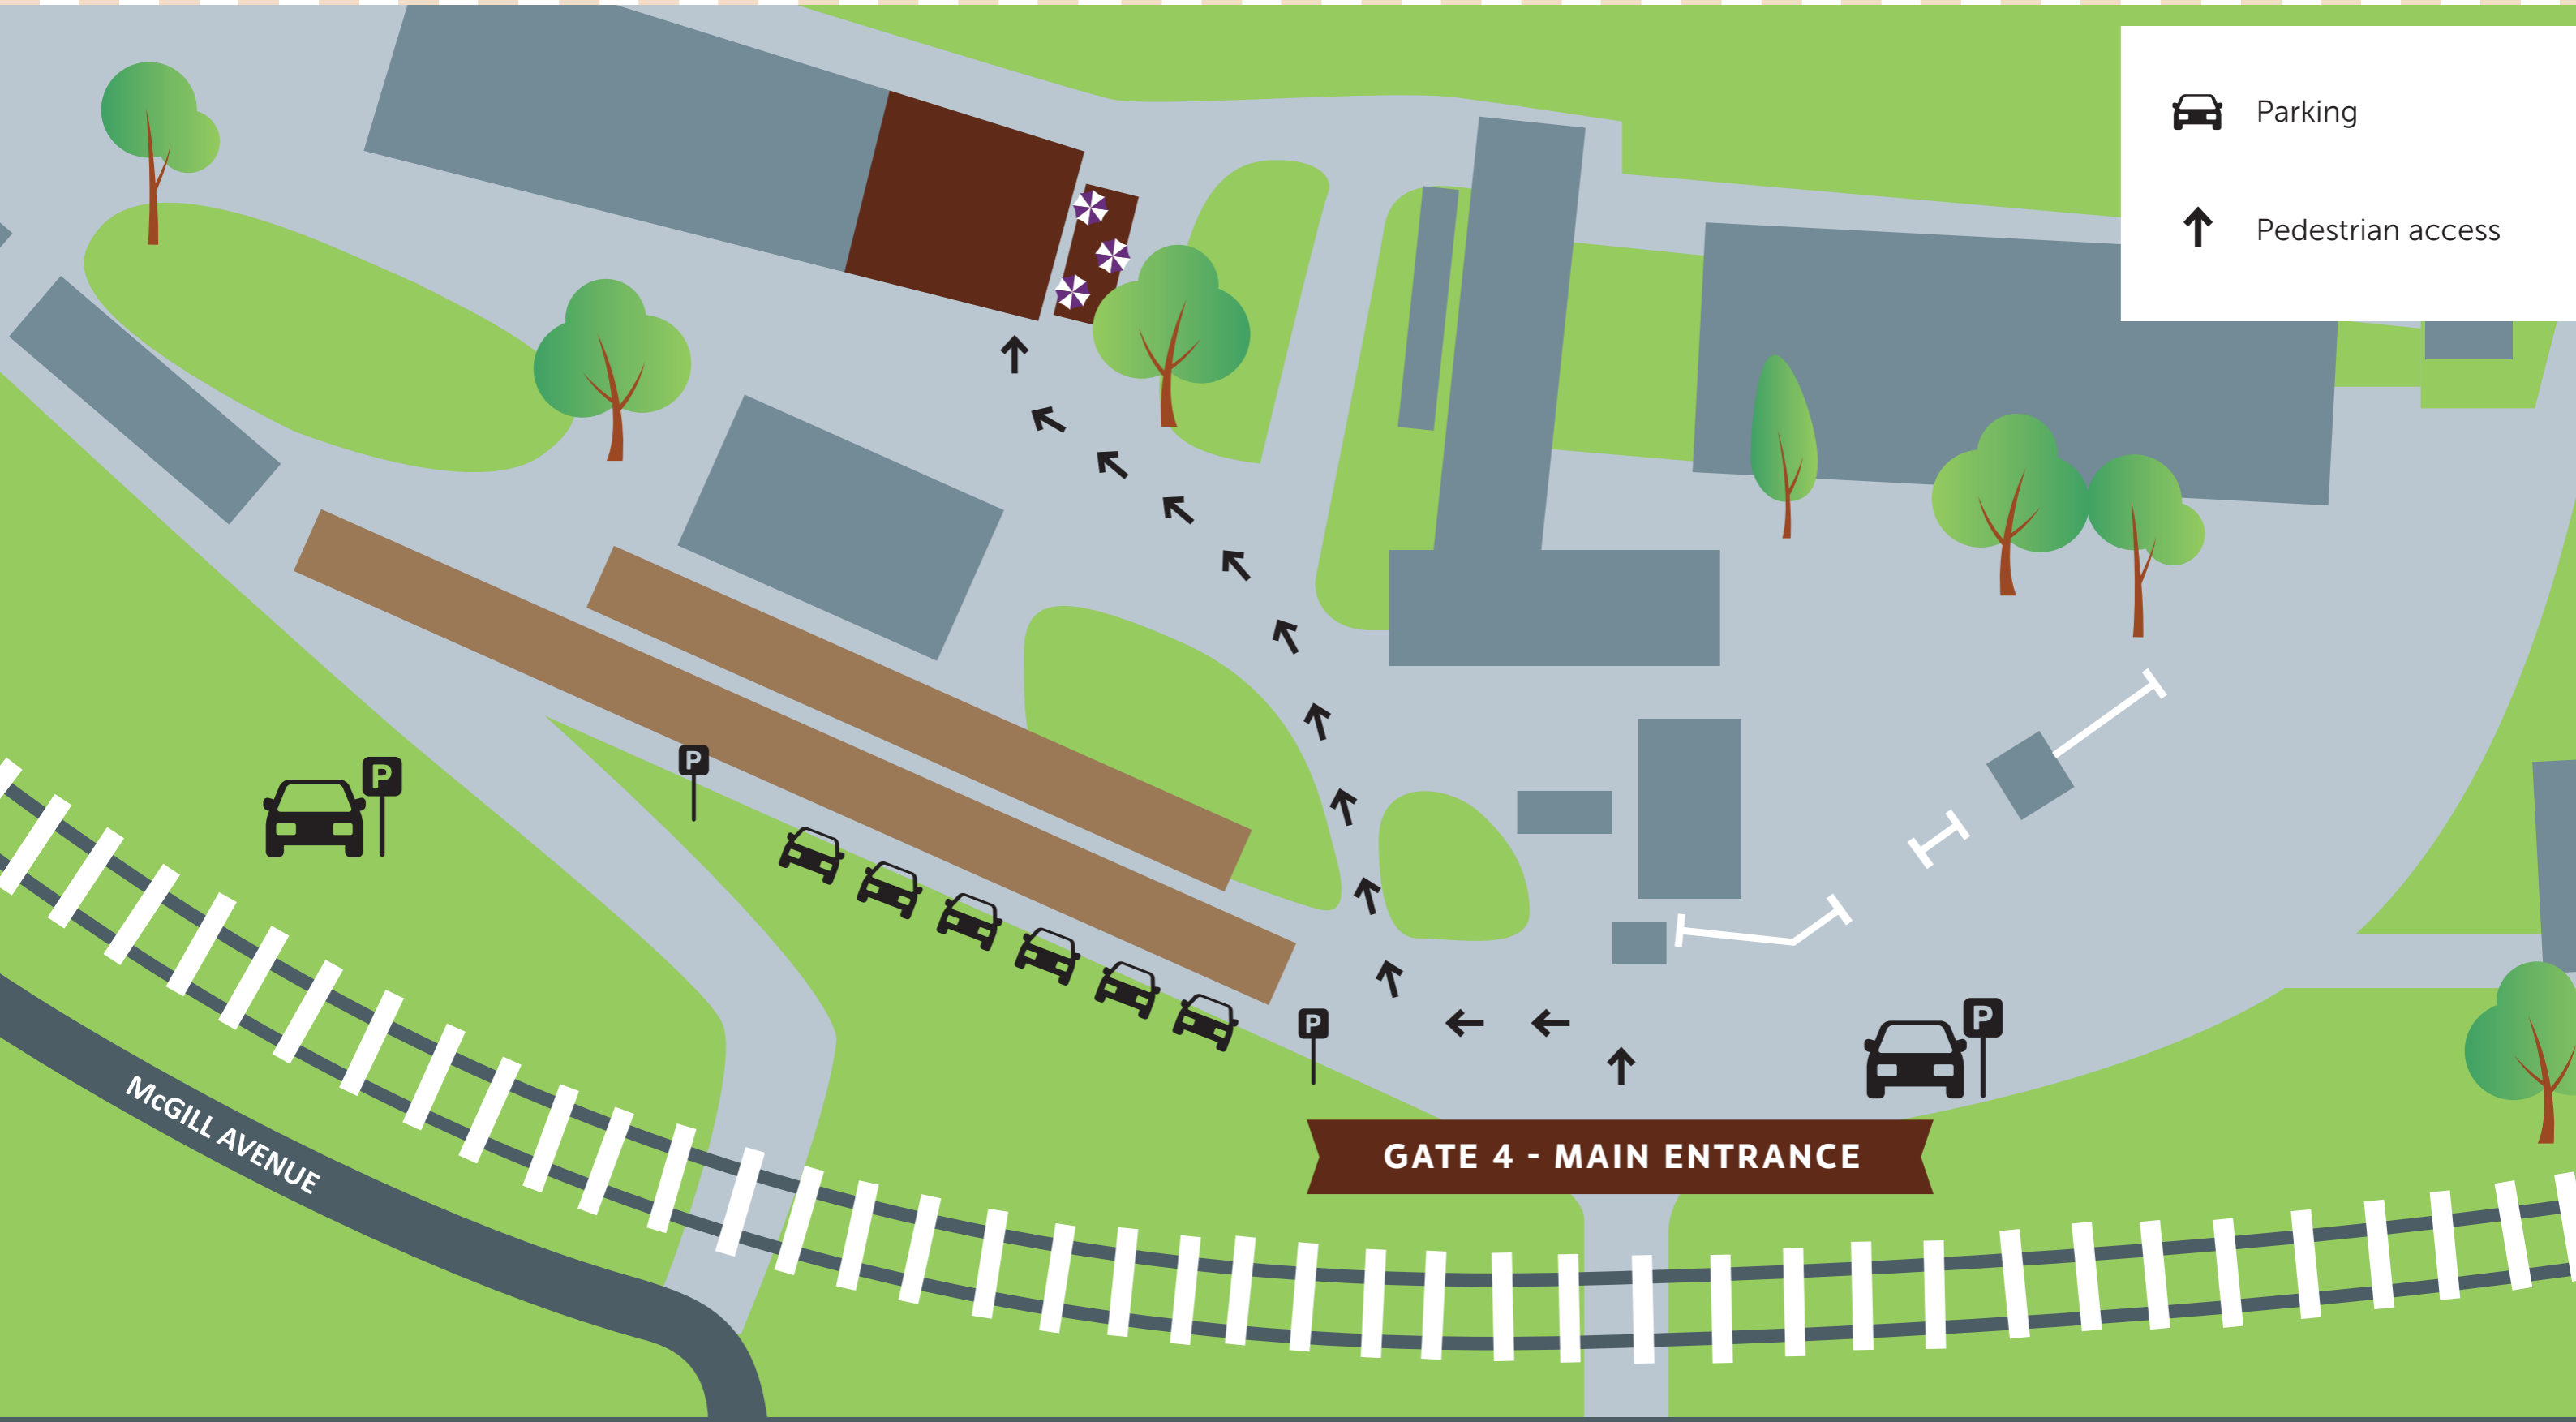 Parking
Pedestrian access
P
P
P
P
McGILL AVENUE
GATE 4 - MAIN ENTRANCE